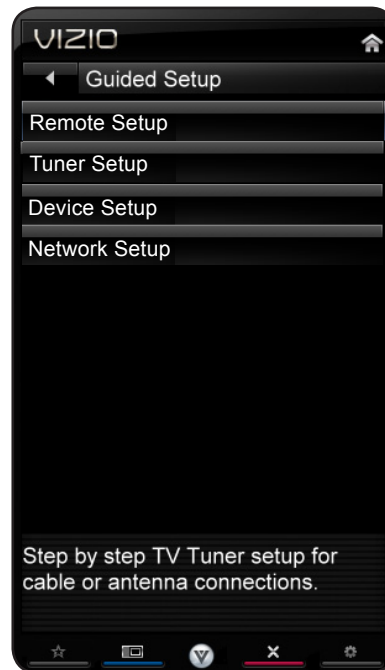 VIZIO
Guided Setup
Remote Setup
Tuner Setup
Device Setup
Network Setup
Step by step TV Tuner setup for
cable or antenna connections.
V